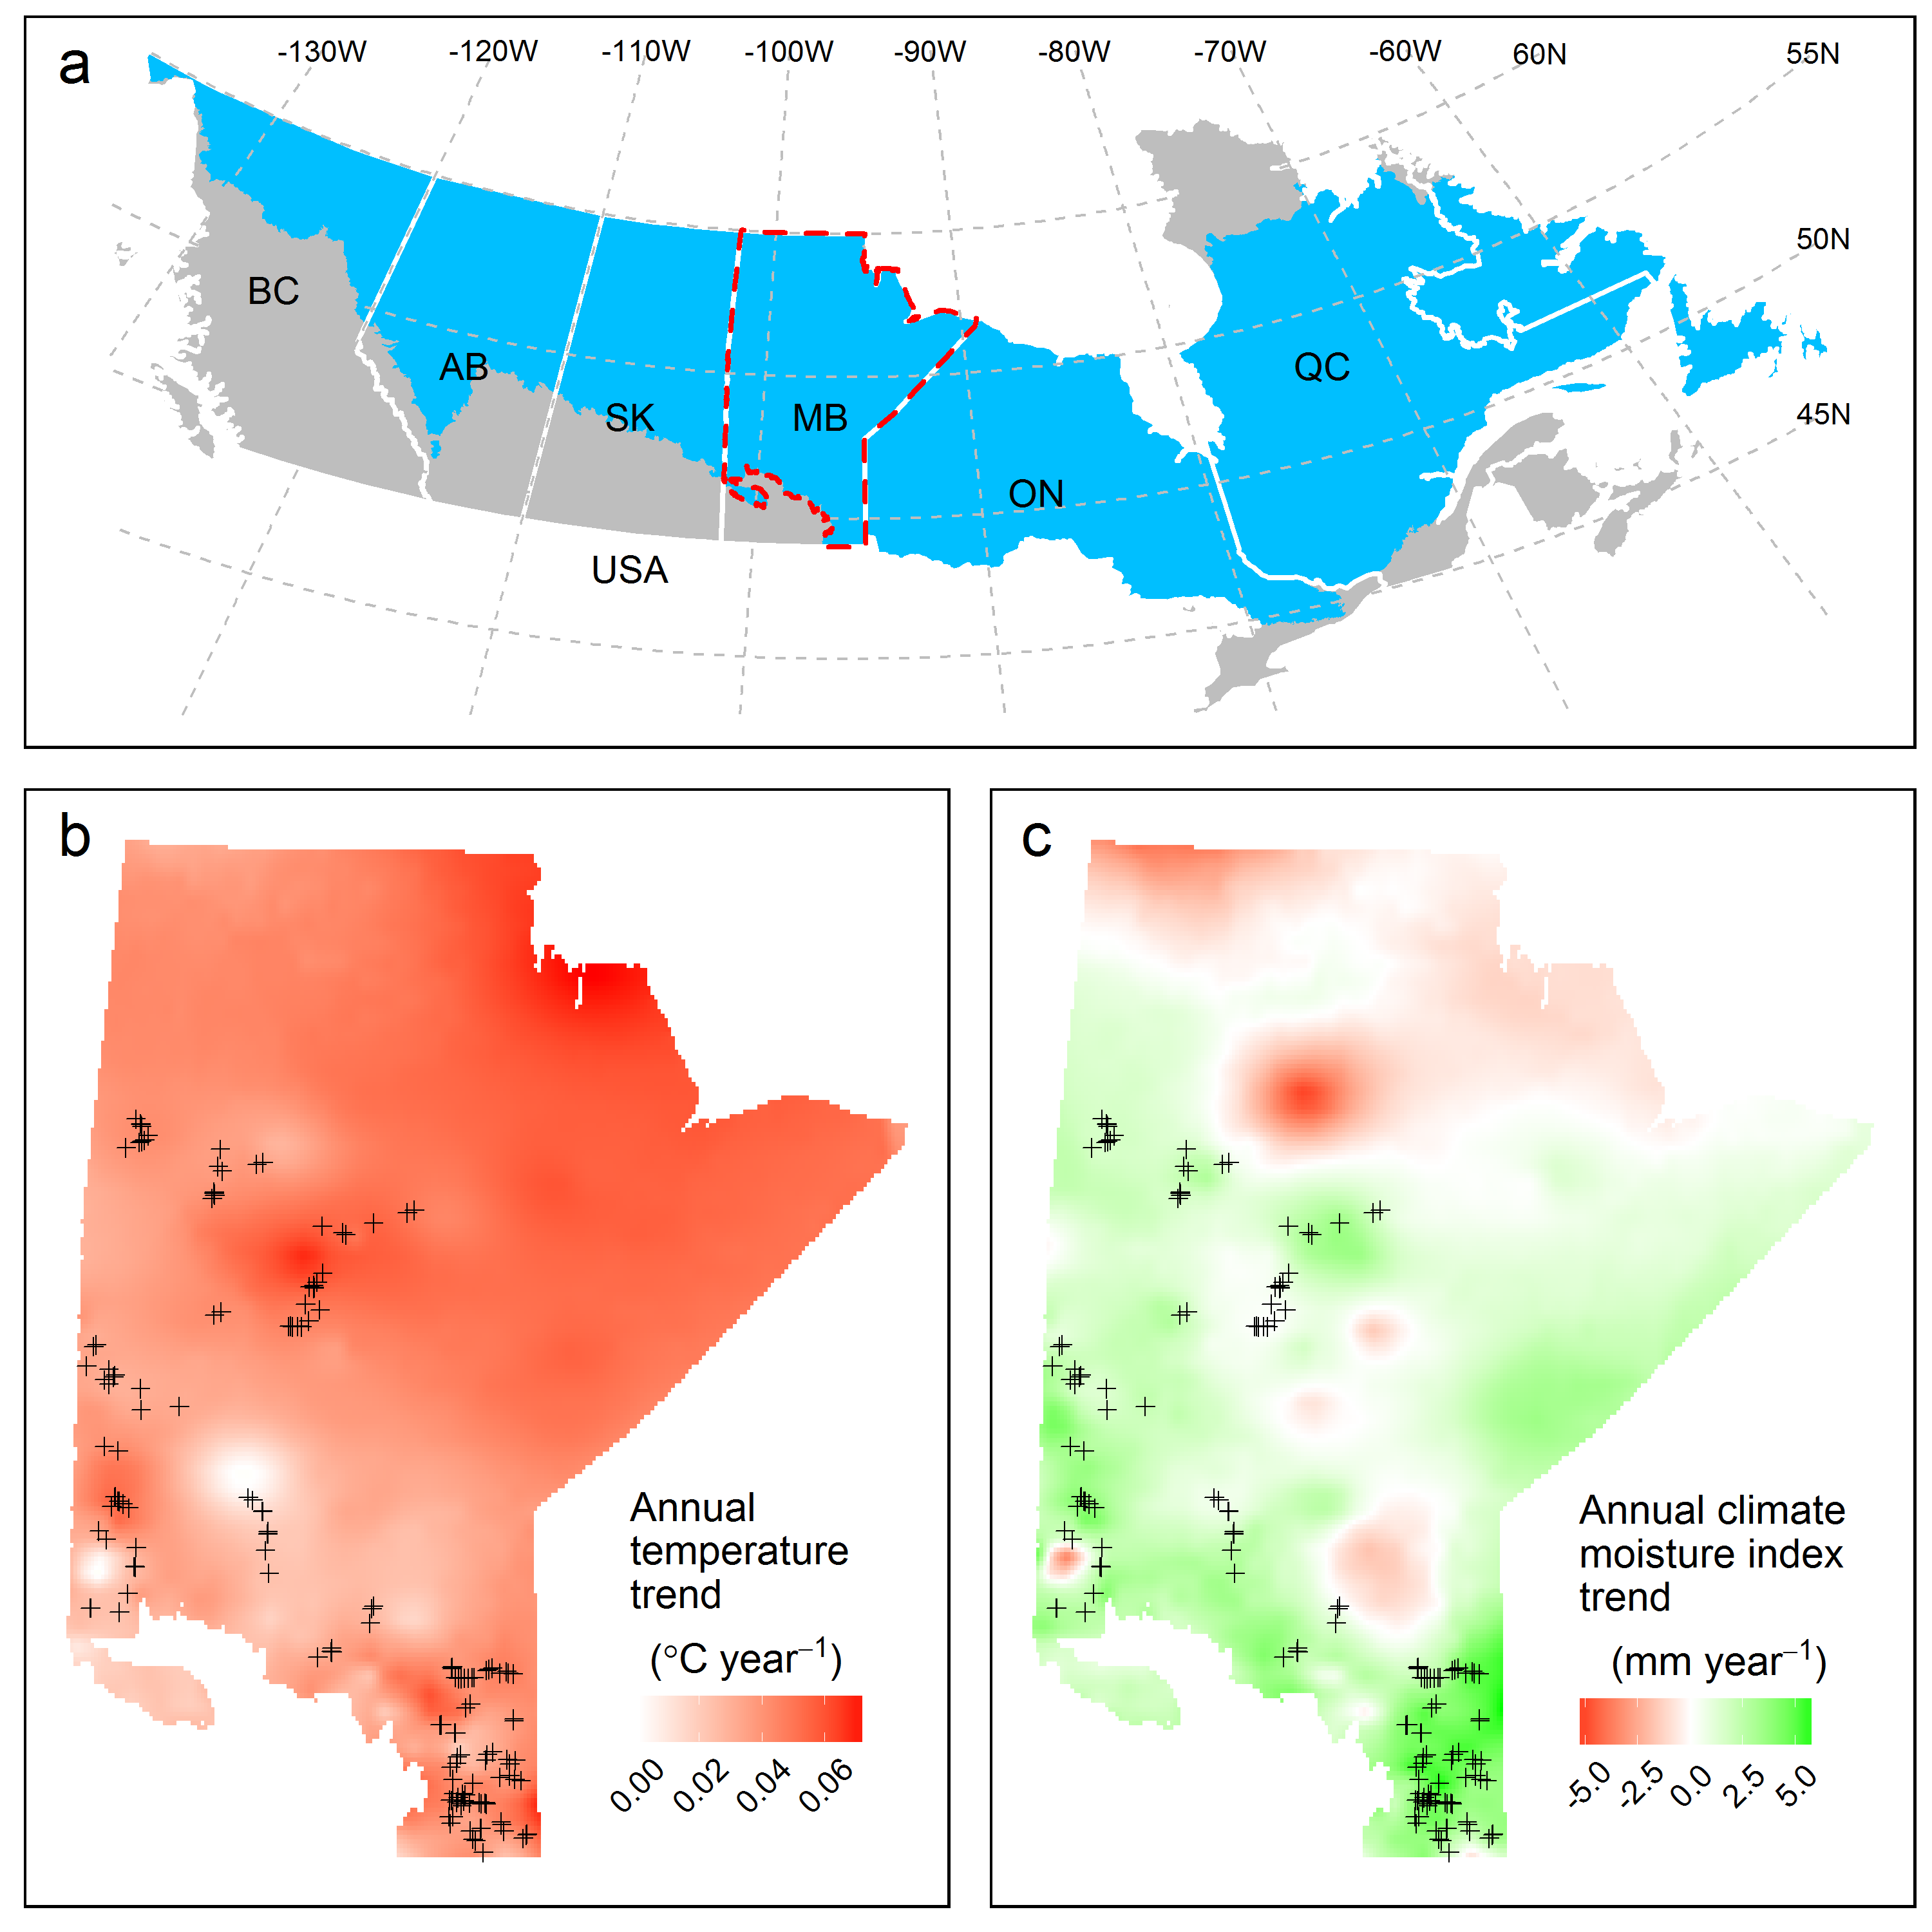 a
-130W -120W -110W -100W -90W -80W -70W -60W 60N 55N
50N
45N
BC
AB
SK
MB
ON
QC
USA
b
Annual
temperature
trend
(°C year⁻¹)
0.00 0.02 0.04 0.06
c
Annual climate
moisture index
trend
(mm year⁻¹)
-5.0 -2.5 0.0 2.5 5.0